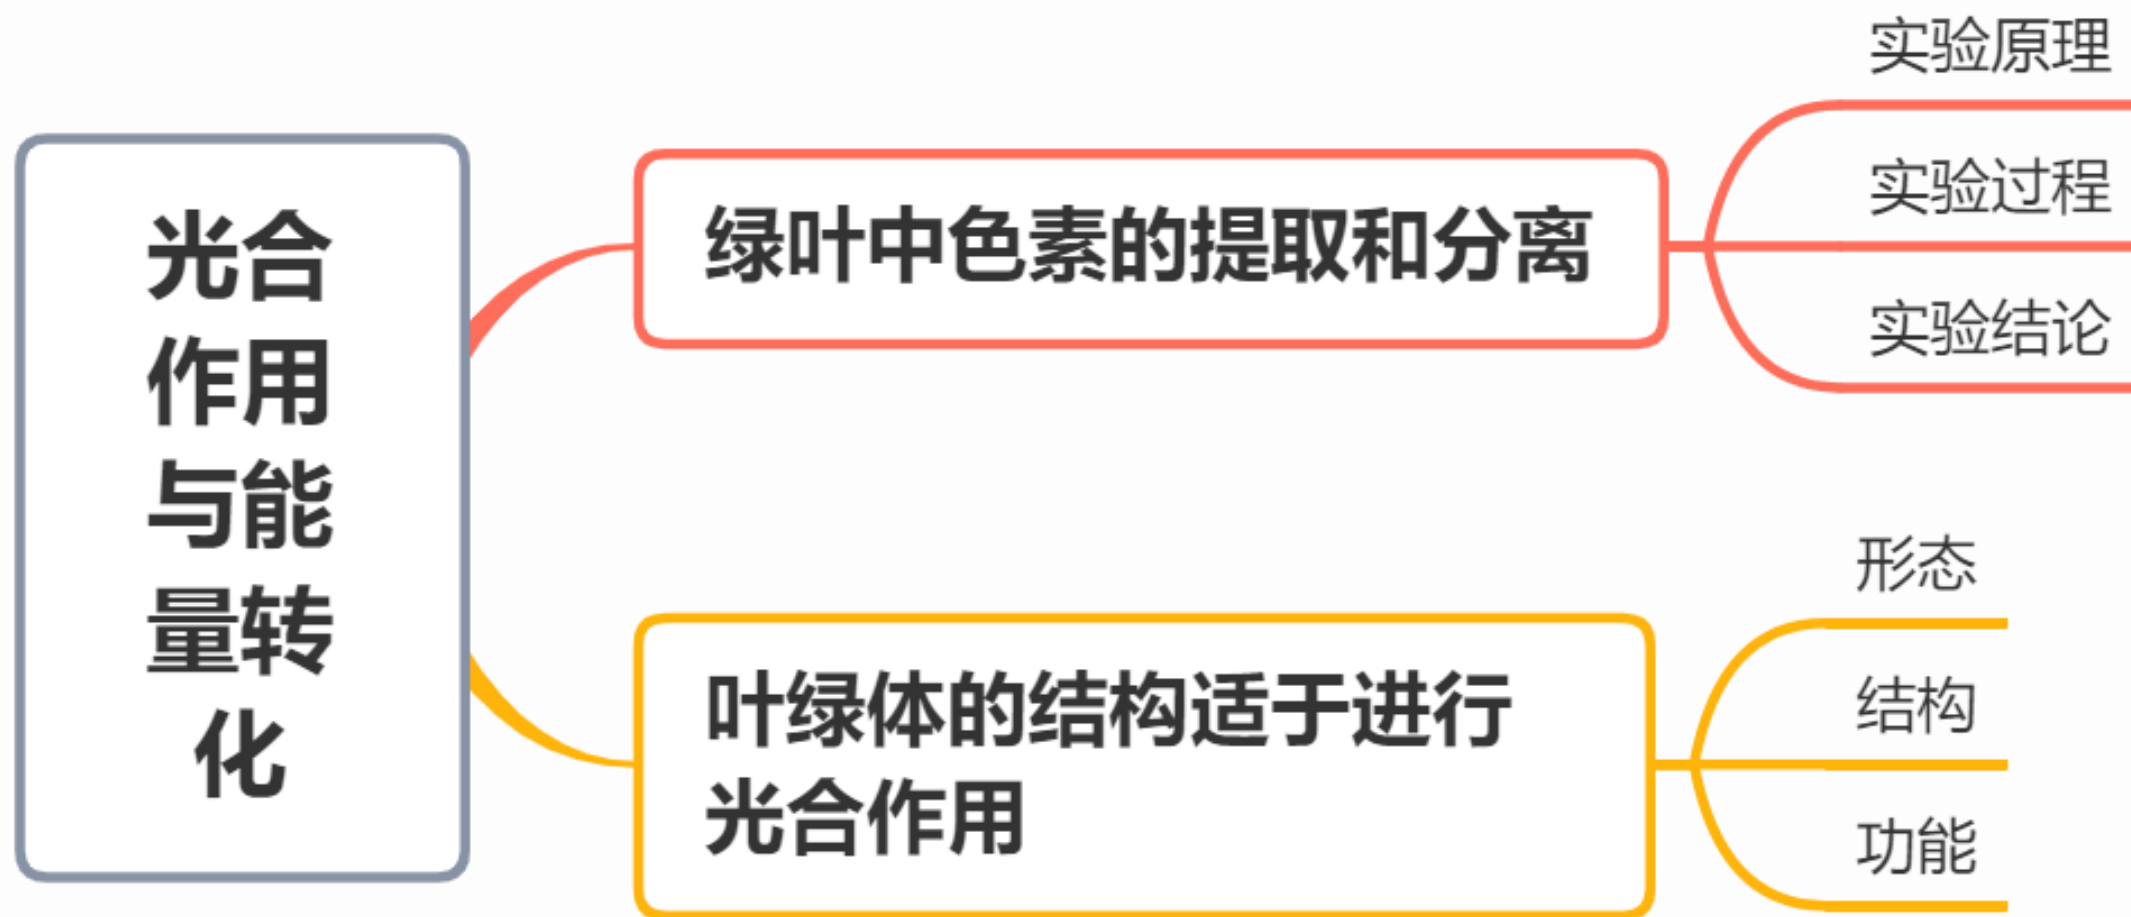 光合
作用
与能
量转
化
绿叶中色素的提取和分离
实验原理
实验过程
实验结论
叶绿体的结构适于进行
光合作用
形态
结构
功能